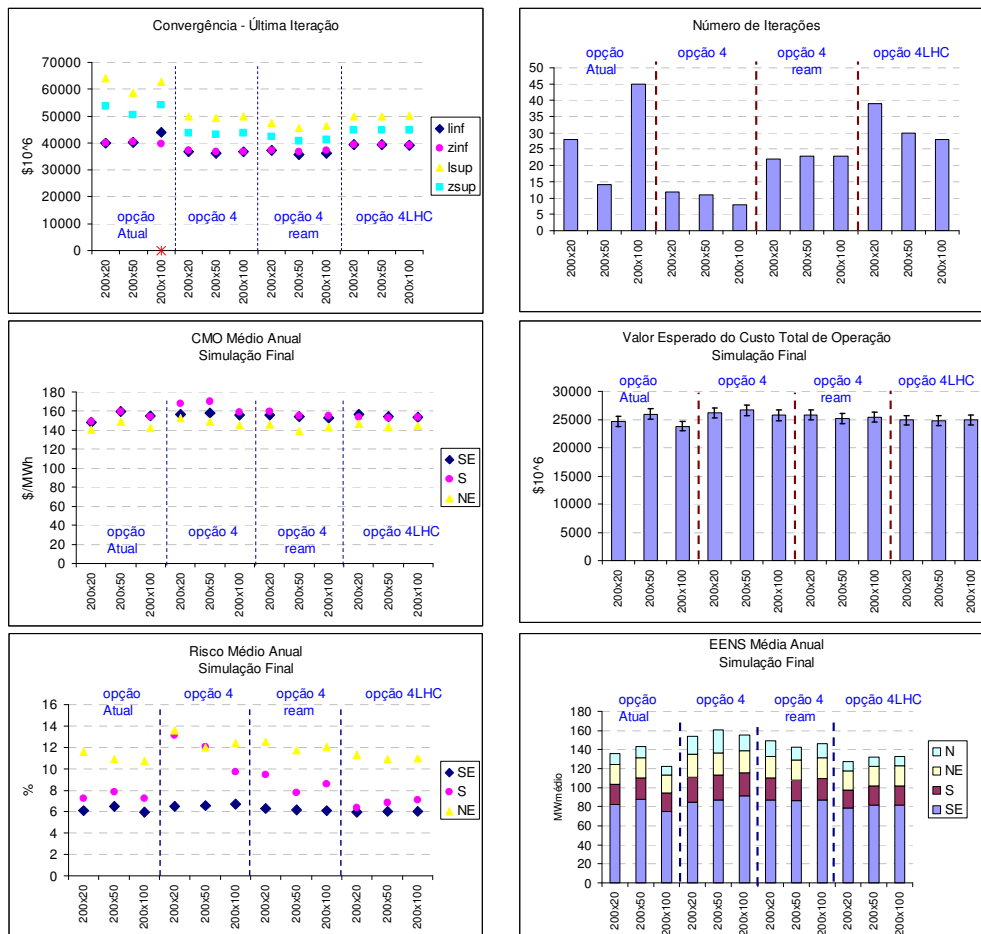 Convergência - Última Iteração
$10^6
70000
60000
50000
40000
30000
20000
10000
0
opção
Atual
opção 4
opção 4
ream
opção 4LHC
200x20
200x50
200x100
200x20
200x50
200x100
200x20
200x50
200x100
200x20
200x50
200x100
linf
zinf
lsup
zsup
Número de Iterações
opção
Atual
opção 4
opção 4
ream
opção 4LHC
50
45
40
35
30
25
20
15
10
5
0
200x20
200x50
200x100
200x20
200x50
200x100
200x20
200x50
200x100
200x20
200x50
200x100
CMO Médio Anual
Simulação Final
$/MWh
180
160
140
120
100
80
60
40
20
0
opção
Atual
opção 4
opção 4
ream
opção 4LHC
200x20
200x50
200x100
200x20
200x50
200x100
200x20
200x50
200x100
200x20
200x50
200x100
SE
S
NE
Valor Esperado do Custo Total de Operação
Simulação Final
opção
Atual
opção 4
opção 4
ream
opção 4LHC
$10^6
30000
25000
20000
15000
10000
5000
0
200x20
200x50
200x100
200x20
200x50
200x100
200x20
200x50
200x100
200x20
200x50
200x100
Risco Médio Anual
Simulação Final
opção
Atual
opção 4
opção 4
ream
opção 4LHC
%
16
14
12
10
8
6
4
2
0
200x20
200x50
200x100
200x20
200x50
200x100
200x20
200x50
200x100
200x20
200x50
200x100
SE
S
NE
EENS Média Anual
Simulação Final
opção
Atual
opção 4
opção 4
ream
opção 4LHC
MWmédio
180
160
140
120
100
80
60
40
20
0
200x20
200x50
200x100
200x20
200x50
200x100
200x20
200x50
200x100
200x20
200x50
200x100
N
NE
S
SE